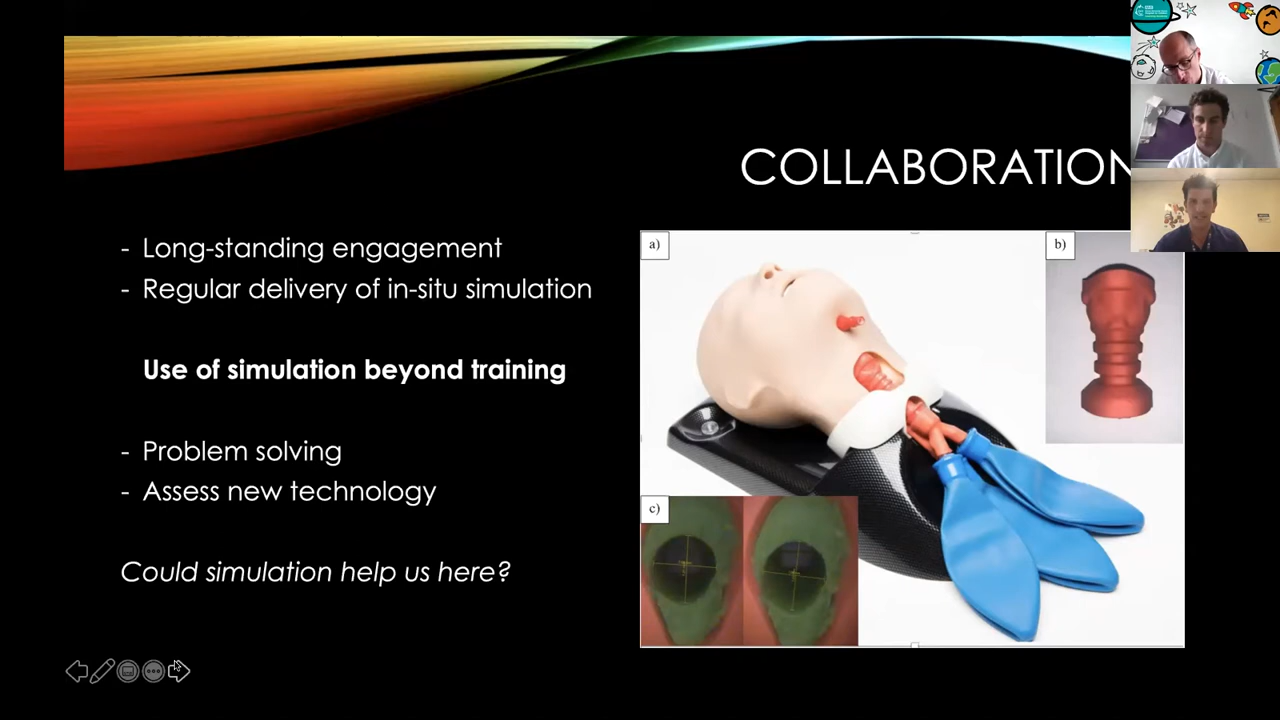 COLLABORATION
- Long-standing engagement
- Regular delivery of in-situ simulation
Use of simulation beyond training
- Problem solving
- Assess new technology
Could simulation help us here?
a)
b)
c)